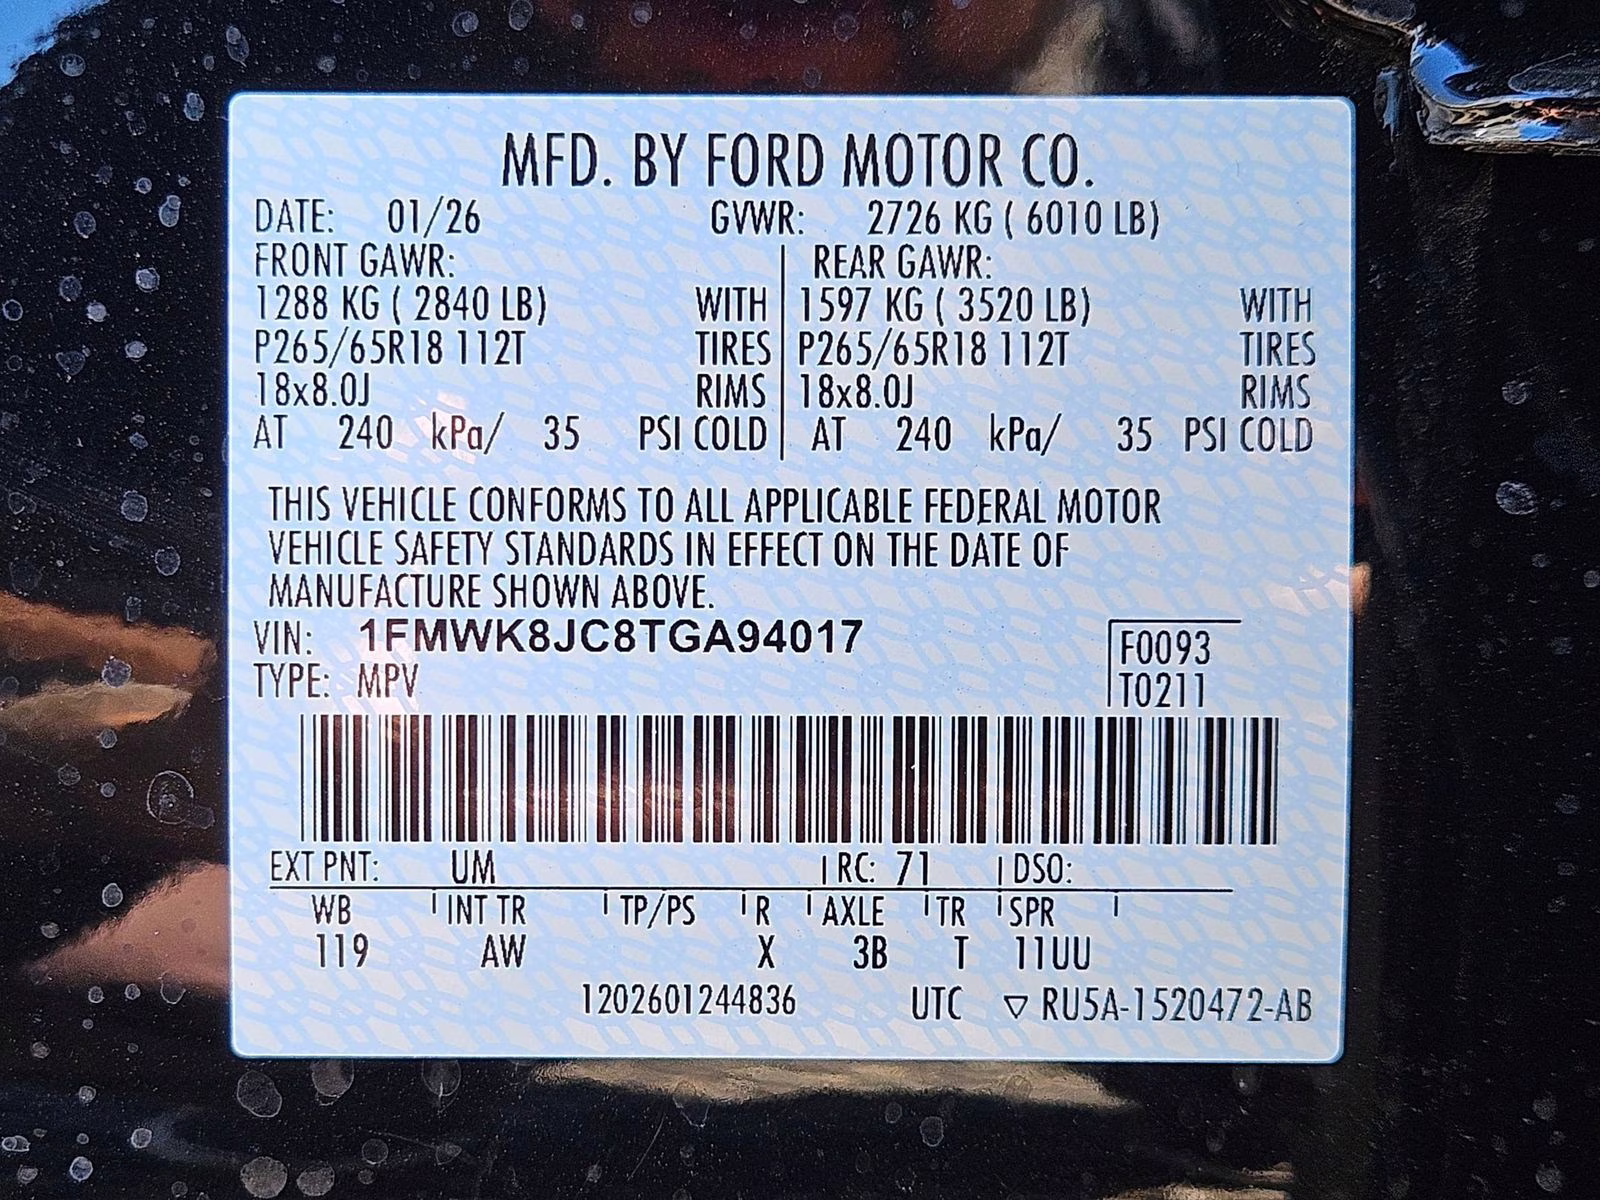 MFD. BY FORD MOTOR CO.
DATE: 01/26 GVWR: 2726 KG ( 6010 LB)
FRONT GAWR: REAR GAWR:
1288 KG ( 2840 LB) WITH 1597 KG ( 3520 LB) WITH
P265/65R18 112T TIRES P265/65R18 112T TIRES
18x8.0J RIMS 18x8.0J RIMS
AT 240 kPa/ 35 PSI COLD AT 240 kPa/ 35 PSI COLD
THIS VEHICLE CONFORMS TO ALL APPLICABLE FEDERAL MOTOR
VEHICLE SAFETY STANDARDS IN EFFECT ON THE DATE OF
MANUFACTURE SHOWN ABOVE.
VIN: 1FMWK8JC8TGA94017 F0093
TYPE: MPV T0211
EXT PNT: UM RC: 71 DSO:
WB INT TR TP/PS R AXLE TR SPR
119 AW X 3B T 11UU
1202601244836 UTC ▽ RU5A-1520472-AB